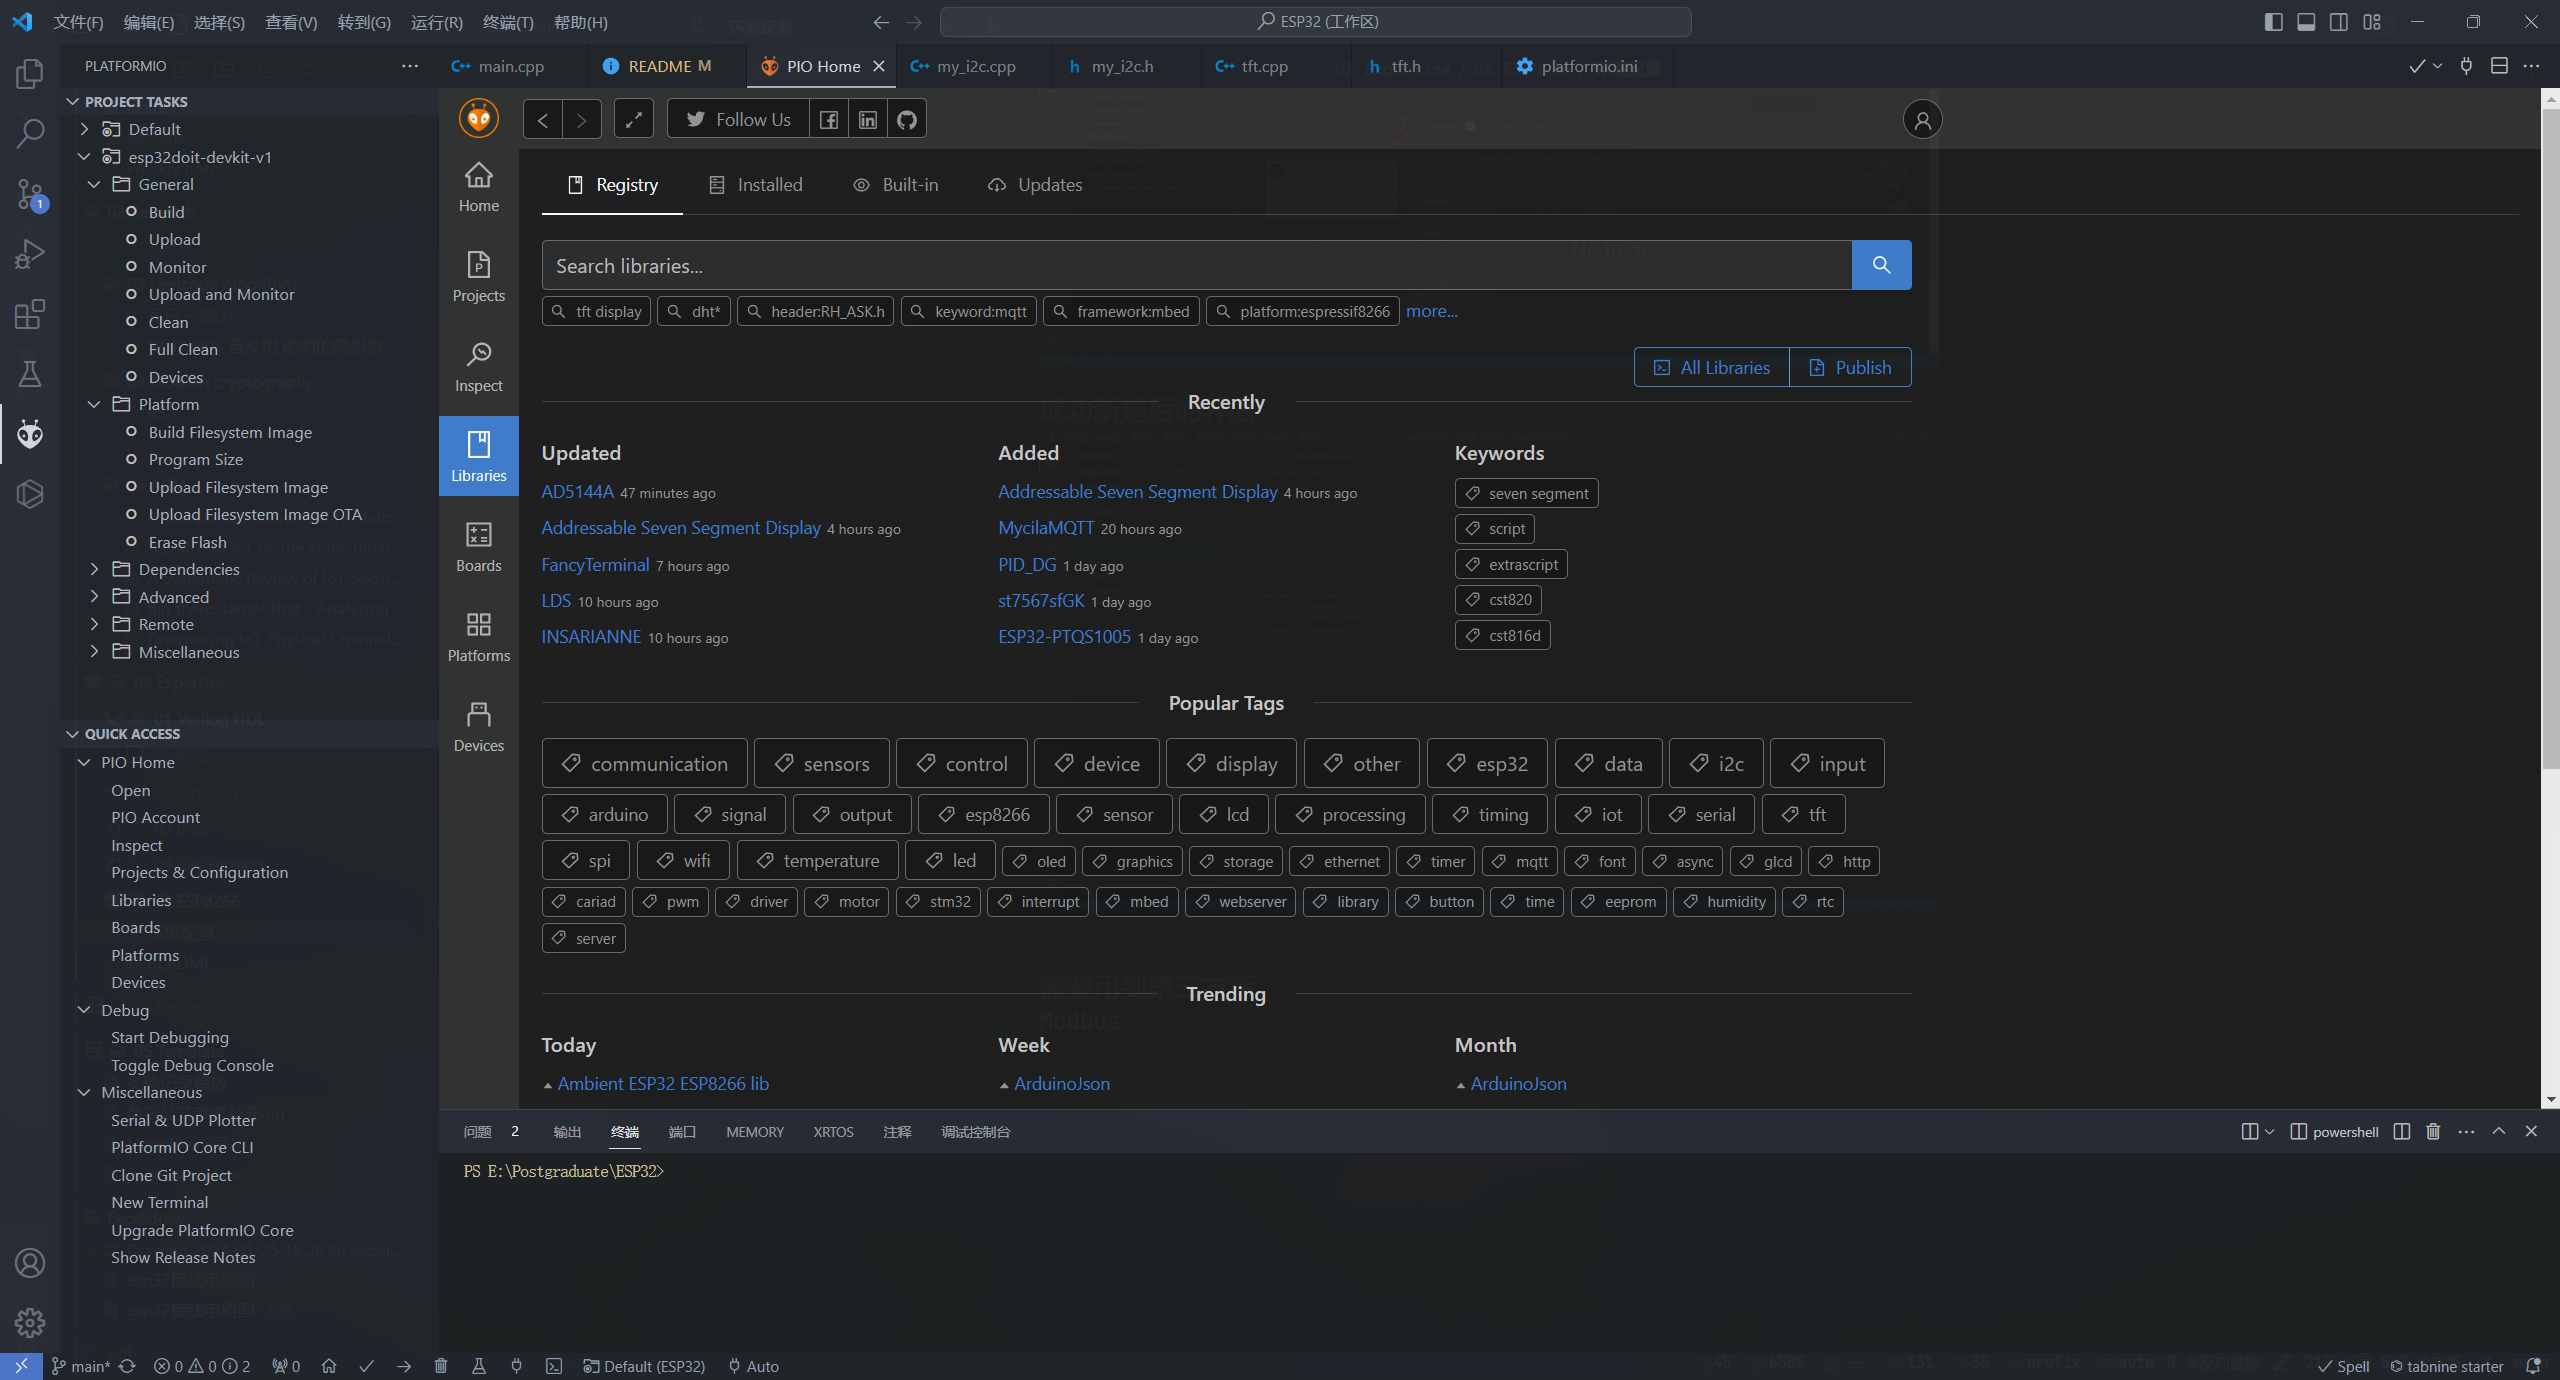 文件(F) 编辑(E) 选择(S) 查看(V) 转到(G) 运行(R) 终端(T) 帮助(H) ESP32 (工作区)
PLATFORMIO
main.cpp README M PIO Home my_i2c.cpp my_i2c.h tft.cpp tft.h platformio.ini
PROJECT TASKS
Default
esp32doit-devkit-v1
General
Build
Upload
Monitor
Upload and Monitor
Clean
Full Clean
Devices
Platform
Build Filesystem Image
Program Size
Upload Filesystem Image
Upload Filesystem Image OTA
Erase Flash
Dependencies
Advanced
Remote
Miscellaneous
QUICK ACCESS
PIO Home
Open
PIO Account
Inspect
Projects & Configuration
Libraries
Boards
Platforms
Devices
Debug
Start Debugging
Toggle Debug Console
Miscellaneous
Serial & UDP Plotter
PlatformIO Core CLI
Clone Git Project
New Terminal
Upgrade PlatformIO Core
Show Release Notes
1
Follow Us
Home
Projects
Inspect
Libraries
Boards
Platforms
Devices
Registry Installed Built-in Updates
Search libraries...
tft display dht* header:RH_ASK.h keyword:mqtt framework:mbed platform:espressif8266 more...
All Libraries Publish
Recently
Updated
AD5144A 47 minutes ago
Addressable Seven Segment Display 4 hours ago
FancyTerminal 7 hours ago
LDS 10 hours ago
INSARIANNE 10 hours ago
Added
Addressable Seven Segment Display 4 hours ago
MycilaMQTT 20 hours ago
PID_DG 1 day ago
st7567sfGK 1 day ago
ESP32-PTQS1005 1 day ago
Keywords
seven segment
script
extrascript
cst820
cst816d
Popular Tags
communication sensors control device display other esp32 data i2c input
arduino signal output esp8266 sensor lcd processing timing iot serial tft
spi wifi temperature led oled graphics storage ethernet timer mqtt font async glcd http
cariad pwm driver motor stm32 interrupt mbed webserver library button time eeprom humidity rtc
server
Trending
Today
Ambient ESP32 ESP8266 lib
Week
ArduinoJson
Month
ArduinoJson
问题 2 输出 终端 端口 MEMORY XRTOS 注释 调试控制台 powershell
PS E:\Postgraduate\ESP32>
main* 0 0 2 0 Default (ESP32) Auto Spell tabnine starter